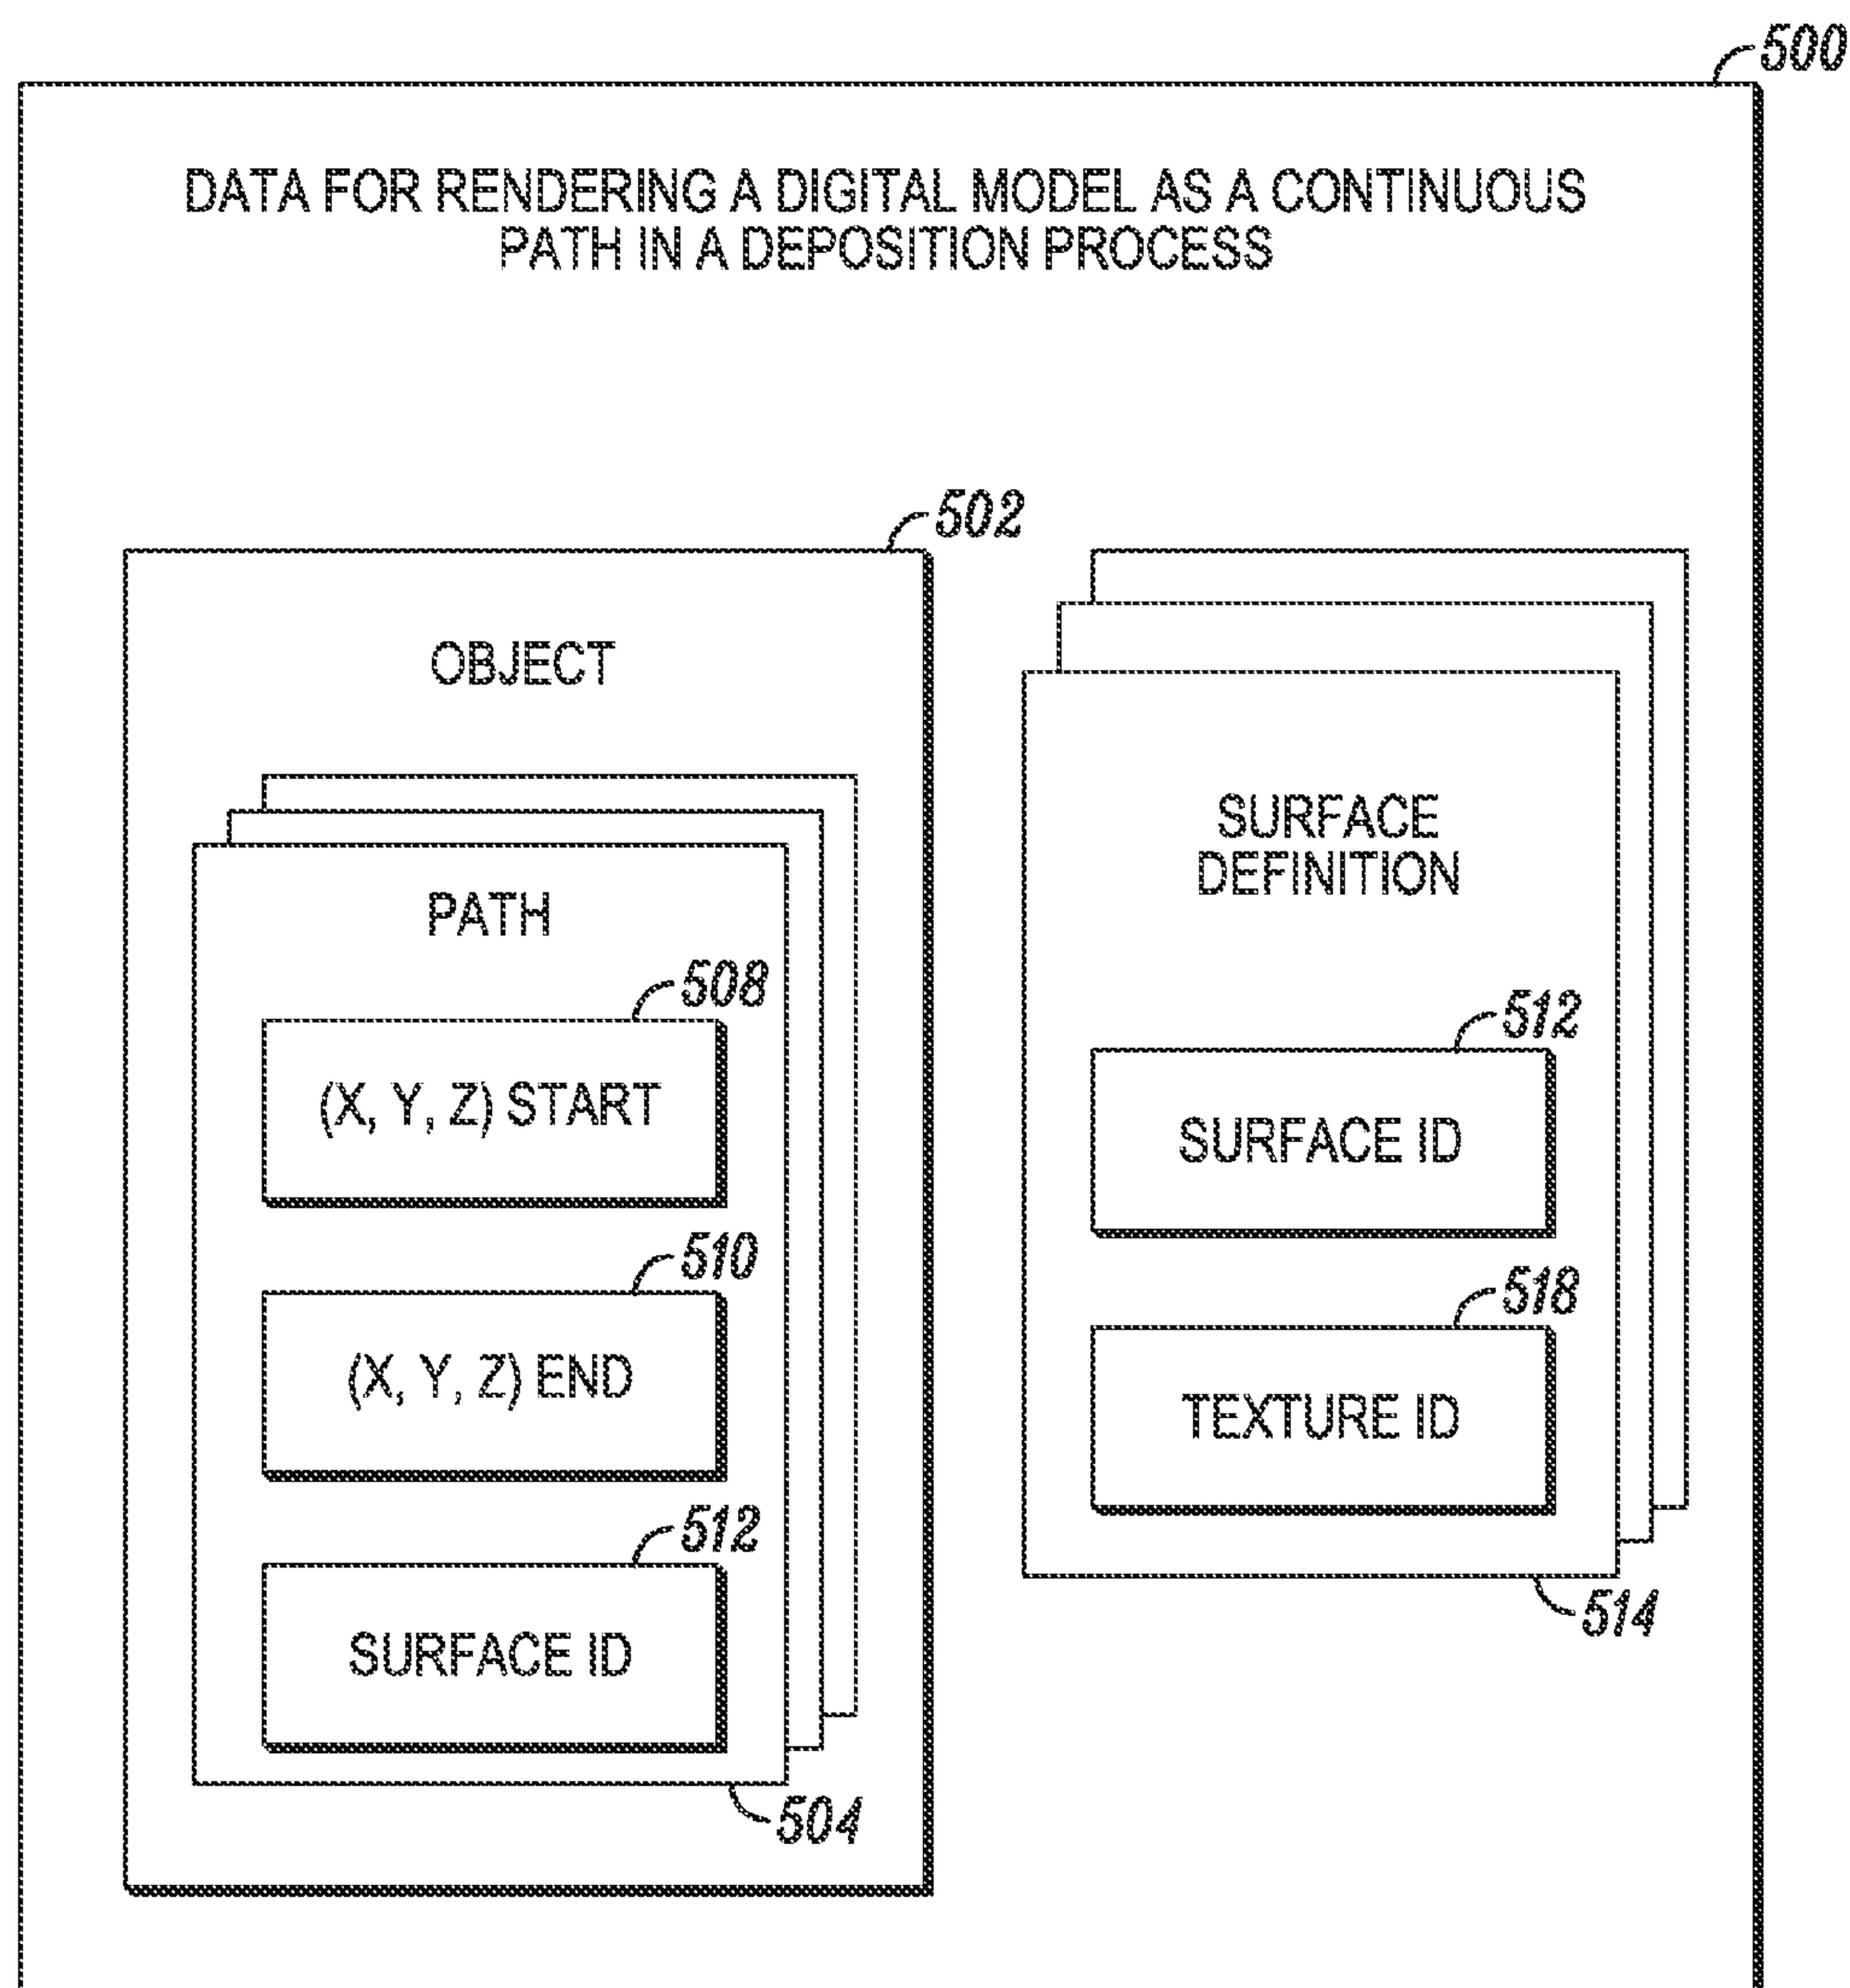 500
DATA FOR RENDERING A DIGITAL MODEL AS A CONTINUOUS
PATH IN A DEPOSITION PROCESS
502
OBJECT
PATH
508
(X, Y, Z) START
510
(X, Y, Z) END
512
SURFACE ID
504
SURFACE
DEFINITION
512
SURFACE ID
518
TEXTURE ID
514